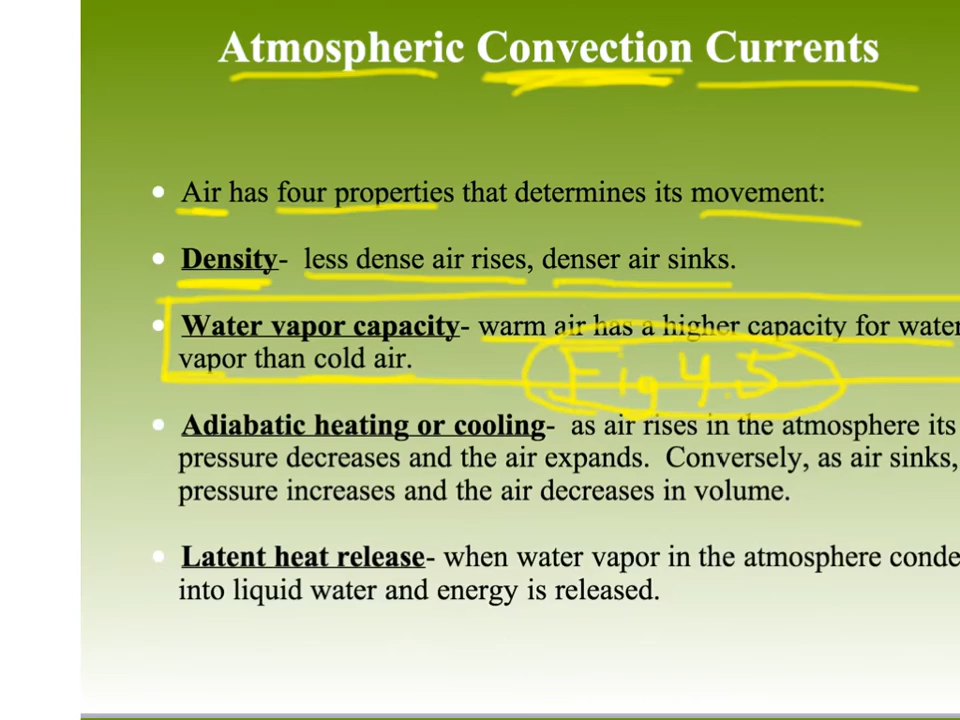 Atmospheric Convection Currents
Air has four properties that determines its movement:
Density- less dense air rises, denser air sinks.
Water vapor capacity- warm air has a higher capacity for water
vapor than cold air.
Fig 4.5
Adiabatic heating or cooling- as air rises in the atmosphere its
pressure decreases and the air expands. Conversely, as air sinks,
pressure increases and the air decreases in volume.
Latent heat release- when water vapor in the atmosphere conde
into liquid water and energy is released.